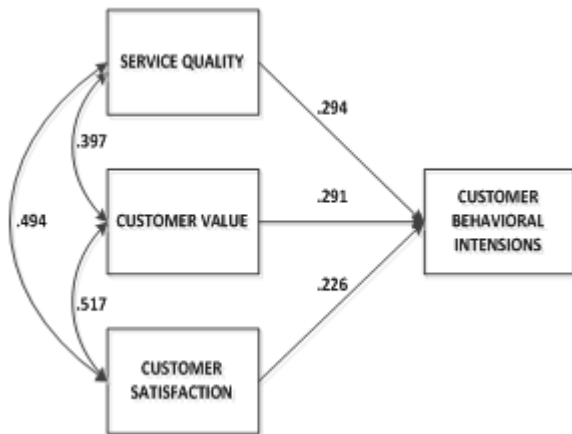 SERVICE QUALITY
.294
.397
.494
CUSTOMER VALUE
.291
CUSTOMER
BEHAVIORAL
INTENSIONS
.226
.517
CUSTOMER
SATISFACTION